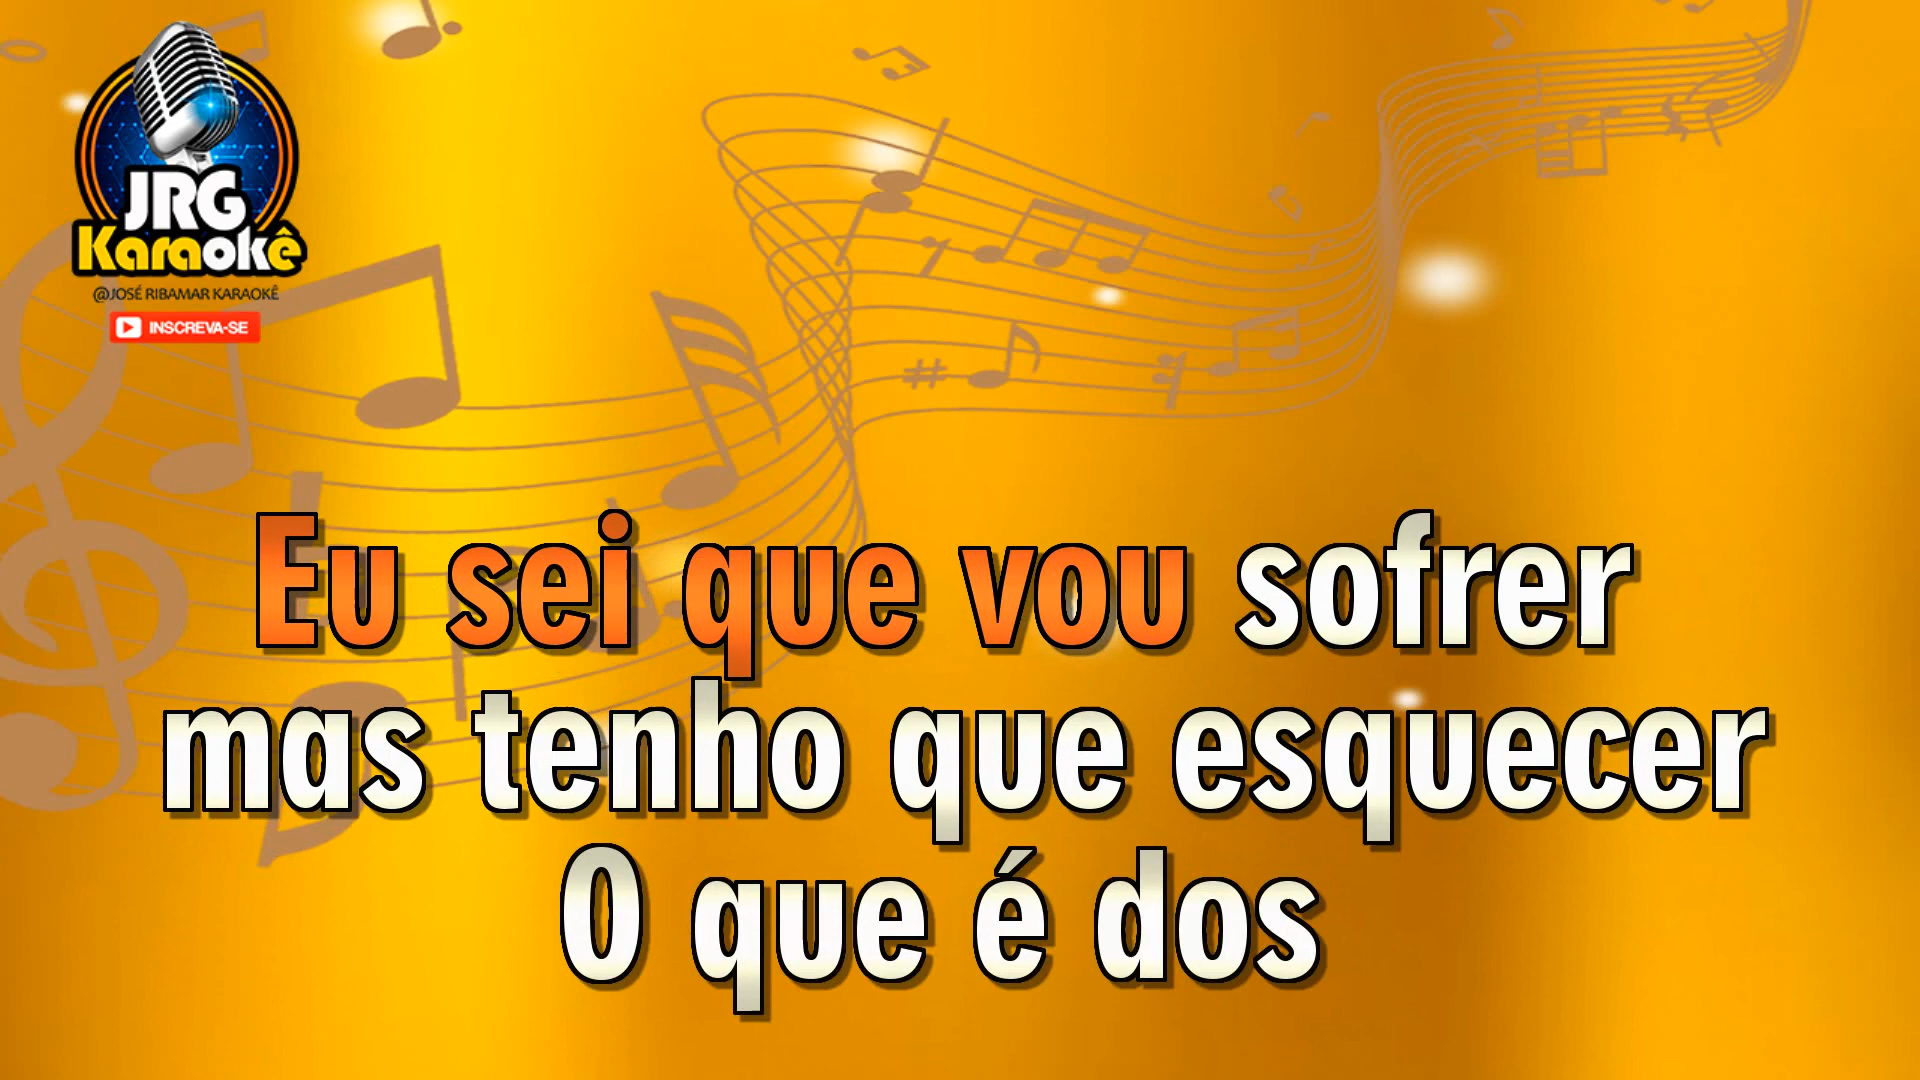 JRG
Karaokê
@JOSÉ RIBAMAR KARAOKÊ
INSCREVA-SE
Eu sei que vou sofrer
mas tenho que esquecer
O que é dos